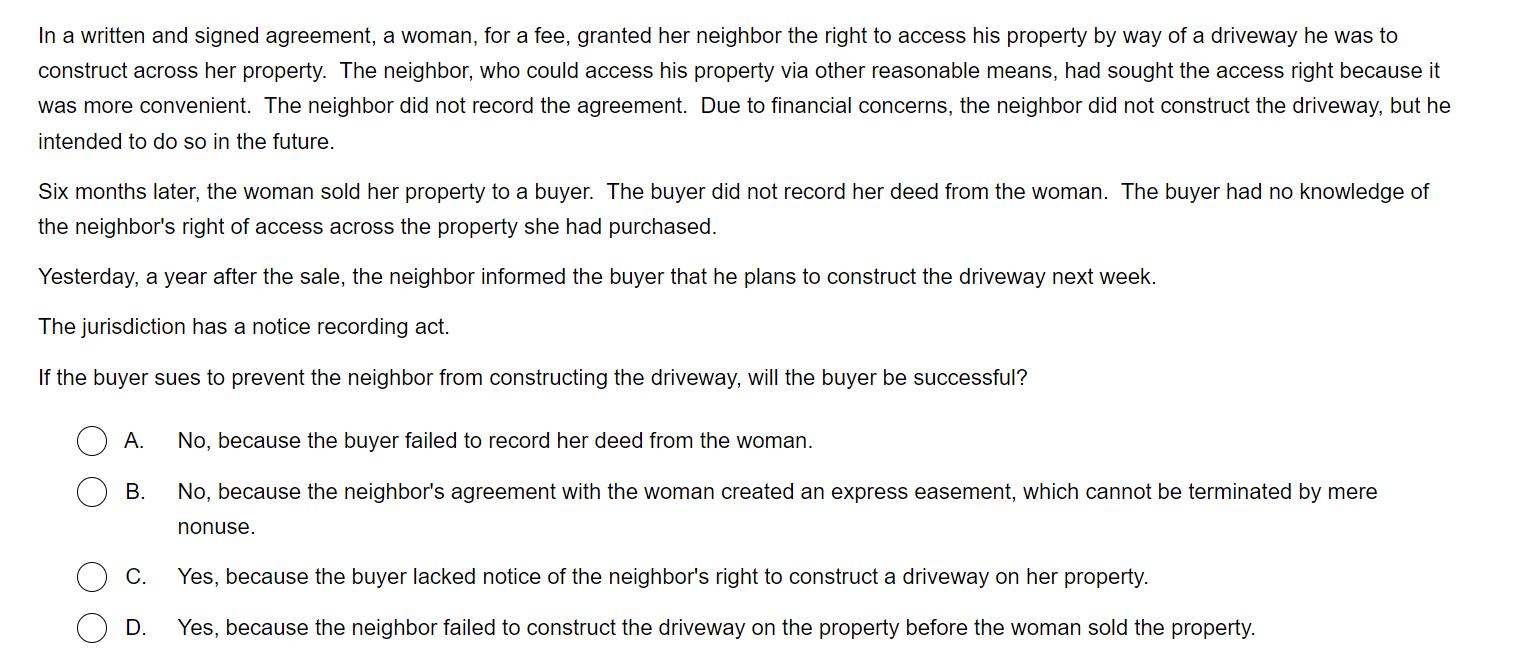 In a written and signed agreement, a woman, for a fee, granted her neighbor the right to access his property by way of a driveway he was to
construct across her property.  The neighbor, who could access his property via other reasonable means, had sought the access right because it
was more convenient.  The neighbor did not record the agreement.  Due to financial concerns, the neighbor did not construct the driveway, but he
intended to do so in the future.
Six months later, the woman sold her property to a buyer.  The buyer did not record her deed from the woman.  The buyer had no knowledge of
the neighbor's right of access across the property she had purchased.
Yesterday, a year after the sale, the neighbor informed the buyer that he plans to construct the driveway next week.
The jurisdiction has a notice recording act.
If the buyer sues to prevent the neighbor from constructing the driveway, will the buyer be successful?
A. No, because the buyer failed to record her deed from the woman.
B. No, because the neighbor's agreement with the woman created an express easement, which cannot be terminated by mere
nonuse.
C. Yes, because the buyer lacked notice of the neighbor's right to construct a driveway on her property.
D. Yes, because the neighbor failed to construct the driveway on the property before the woman sold the property.